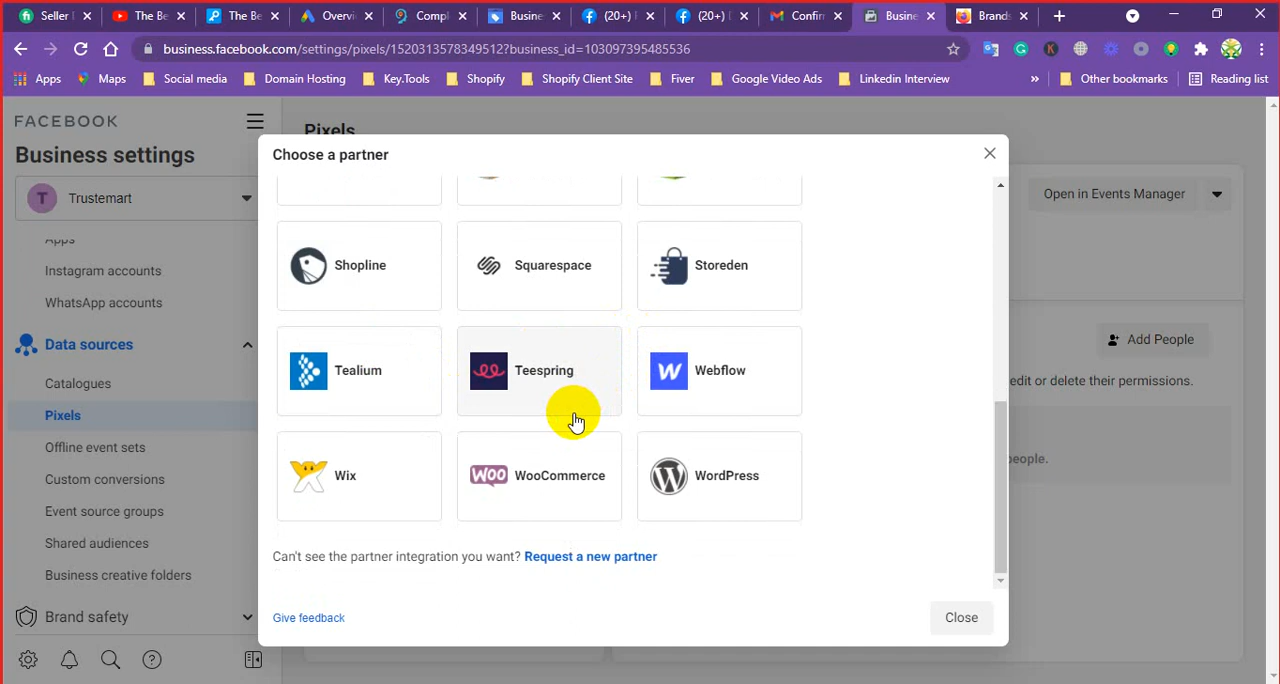 Seller
The Be
The Be
Overvi
Compl
Busine
(20+) F
(20+) D
Confirm
Busine
Brands
business.facebook.com/settings/pixels/1520313578349512?business_id=103097395485536
Apps Maps Social media Domain Hosting Key.Tools Shopify Shopify Client Site Fiver Google Video Ads Linkedin Interview » Other bookmarks Reading list
FACEBOOK
Business settings
T Trustemart
Apps
Instagram accounts
WhatsApp accounts
Data sources
Catalogues
Pixels
Offline event sets
Custom conversions
Event source groups
Shared audiences
Business creative folders
Brand safety
Pixels
Open in Events Manager
Add People
edit or delete their permissions.
people.
Choose a partner
Shopline
Squarespace
Storeden
Tealium
Teespring
W Webflow
Wix
WOO WooCommerce
WordPress
Can't see the partner integration you want? Request a new partner
Give feedback
Close